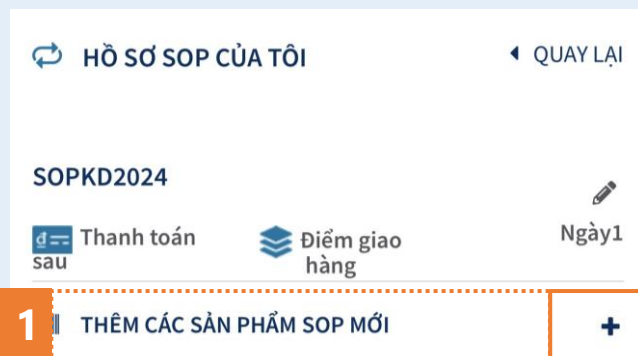 HỒ SƠ SOP CỦA TÔI
QUAY LẠI
SOPKD2024
đ Thanh toán
sau
Điểm giao
hàng
Ngày1
1 THÊM CÁC SẢN PHẨM SOP MỚI +